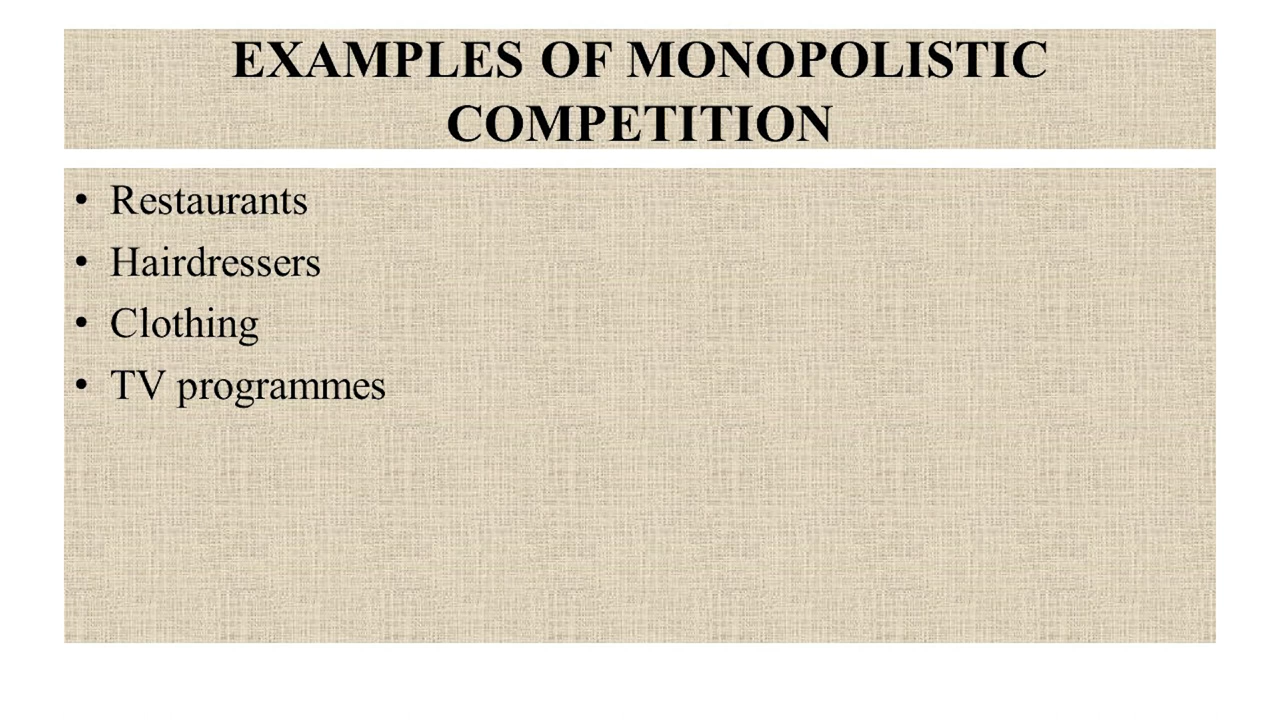 EXAMPLES OF MONOPOLISTIC
COMPETITION
• Restaurants
• Hairdressers
• Clothing
• TV programmes